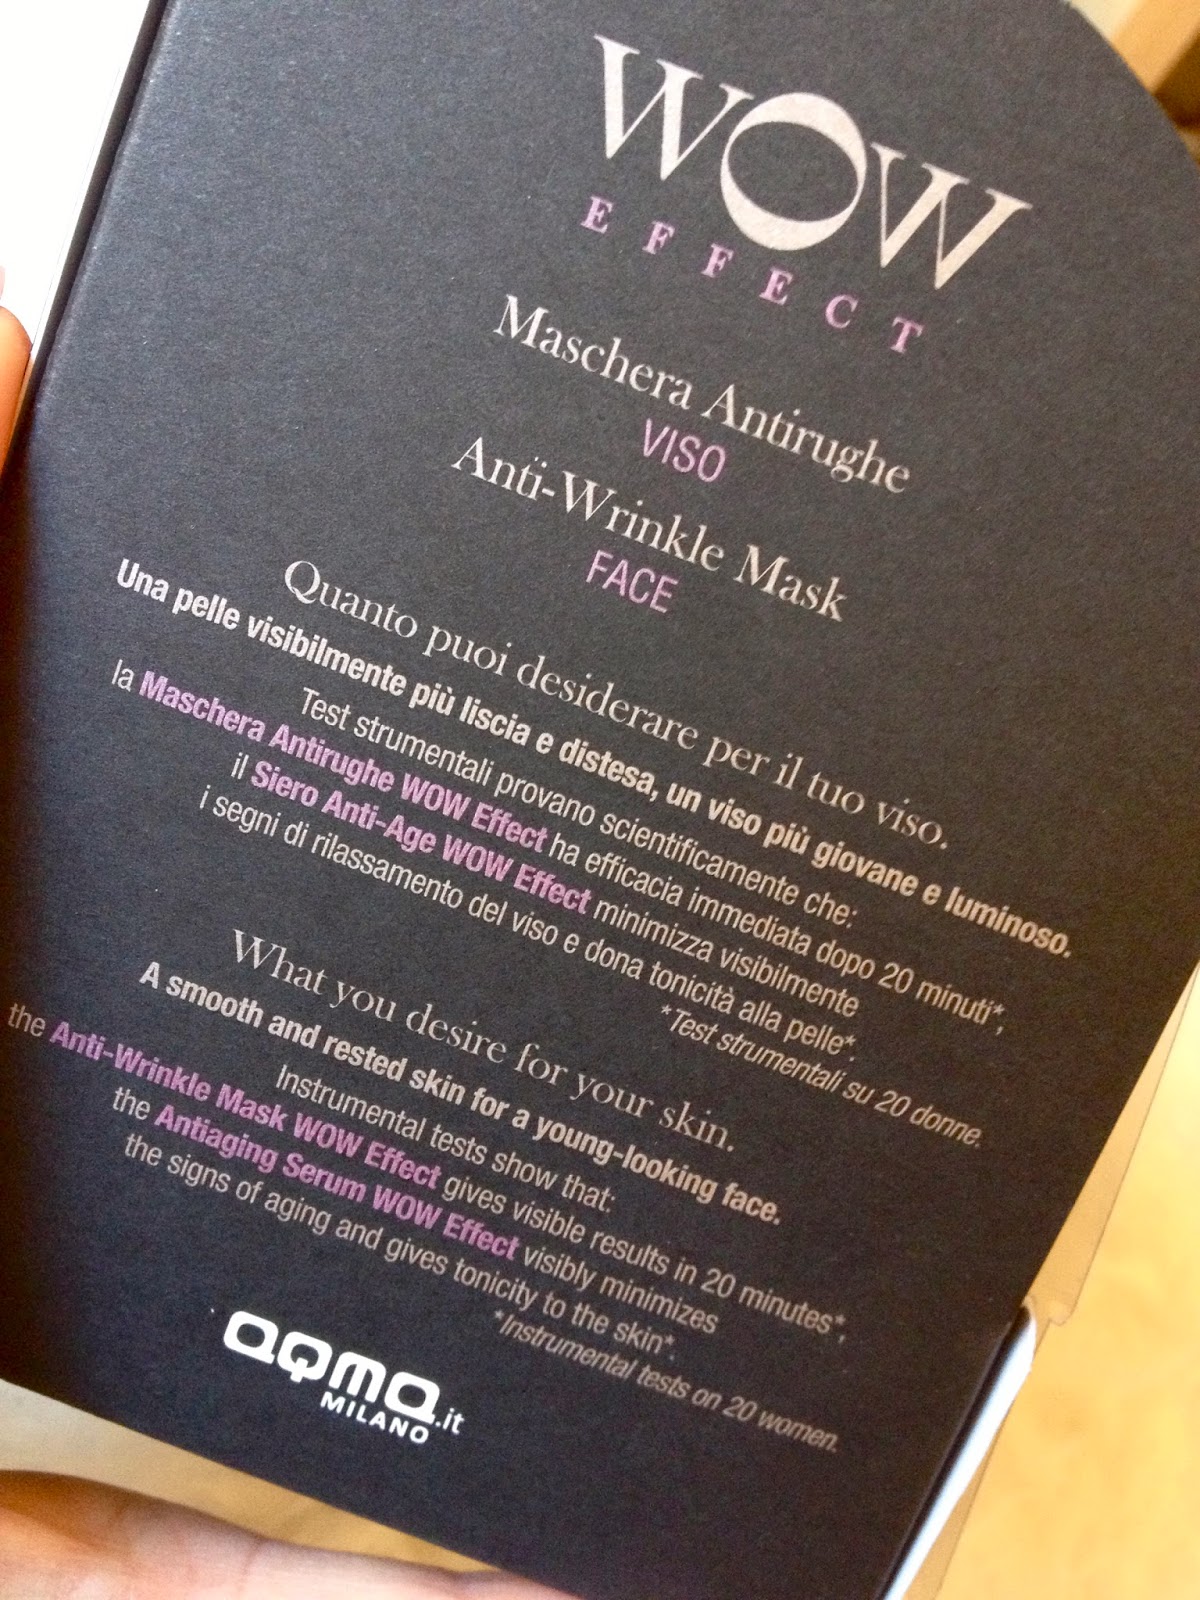 WOW
EFFECT
Maschera Antirughe
VISO
Anti-Wrinkle Mask
FACE
Quanto puoi desiderare per il tuo viso.
Una pelle visibilmente più liscia e distesa, un viso più giovane e luminoso.
Test strumentali provano scientificamente che:
la Maschera Antirughe WOW Effect ha efficacia immediata dopo 20 minuti*,
il Siero Anti-Age WOW Effect minimizza visibilmente
i segni di rilassamento del viso e dona tonicità alla pelle*.
*Test strumentali su 20 donne.
What you desire for your skin.
A smooth and rested skin for a young-looking face.
Instrumental tests show that:
the Anti-Wrinkle Mask WOW Effect gives visible results in 20 minutes*,
the Antiaging Serum WOW Effect visibly minimizes
the signs of aging and gives tonicity to the skin*.
*Instrumental tests on 20 women.
QQMQ.it
MILANO